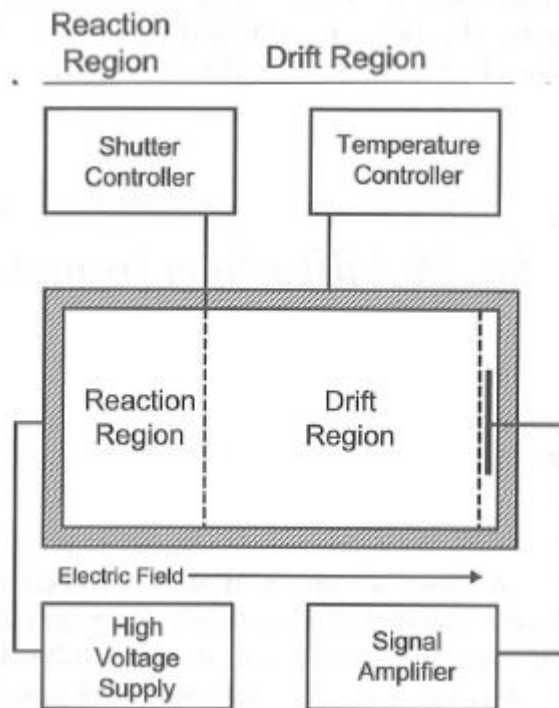 Reaction
Region
Drift Region
Shutter
Controller
Temperature
Controller
Reaction
Region
Drift
Region
Electric Field
High
Voltage
Supply
Signal
Amplifier